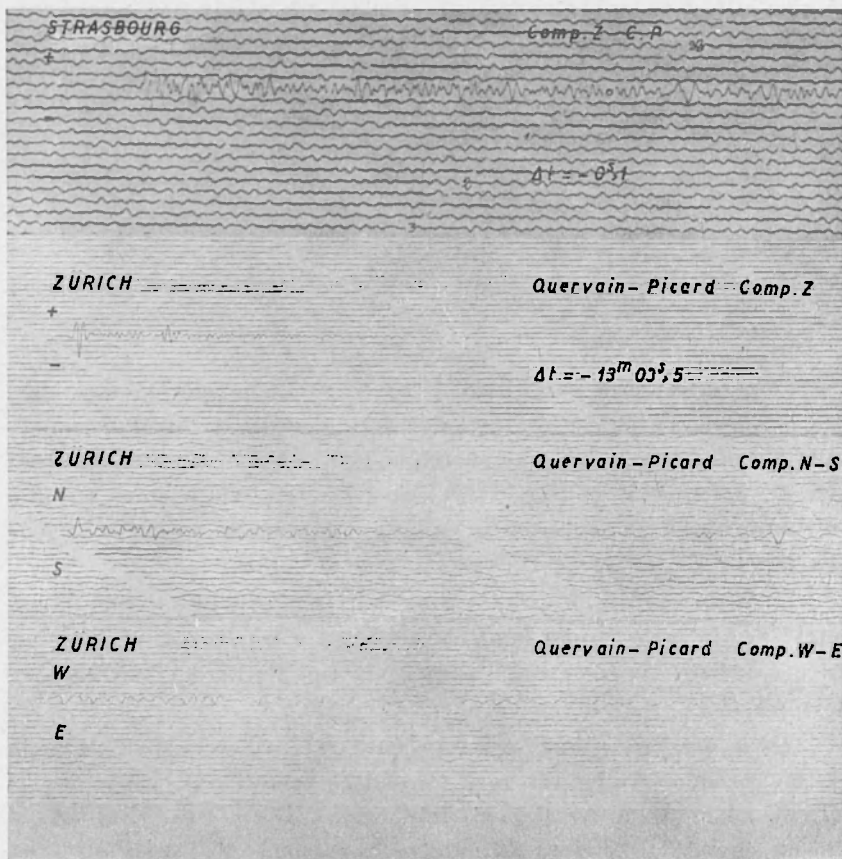 STRASBOURG Comp. Z C.P
+
-
Δt = - 0ˢ,1
3
ZURICH Quervain - Picard Comp. Z
+
-
Δt = - 13ᵐ 03ˢ,5
ZURICH Quervain - Picard Comp. N-S
N
S
ZURICH Quervain - Picard Comp. W-E
W
E